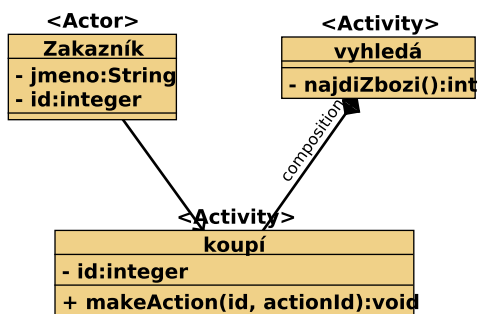 <Actor>
Zakazník
- jmeno:String
- id:integer
<Activity>
vyhledá
- najdiZbozi():int
composition
<Activity>
koupí
- id:integer
+ makeAction(id, actionId):void